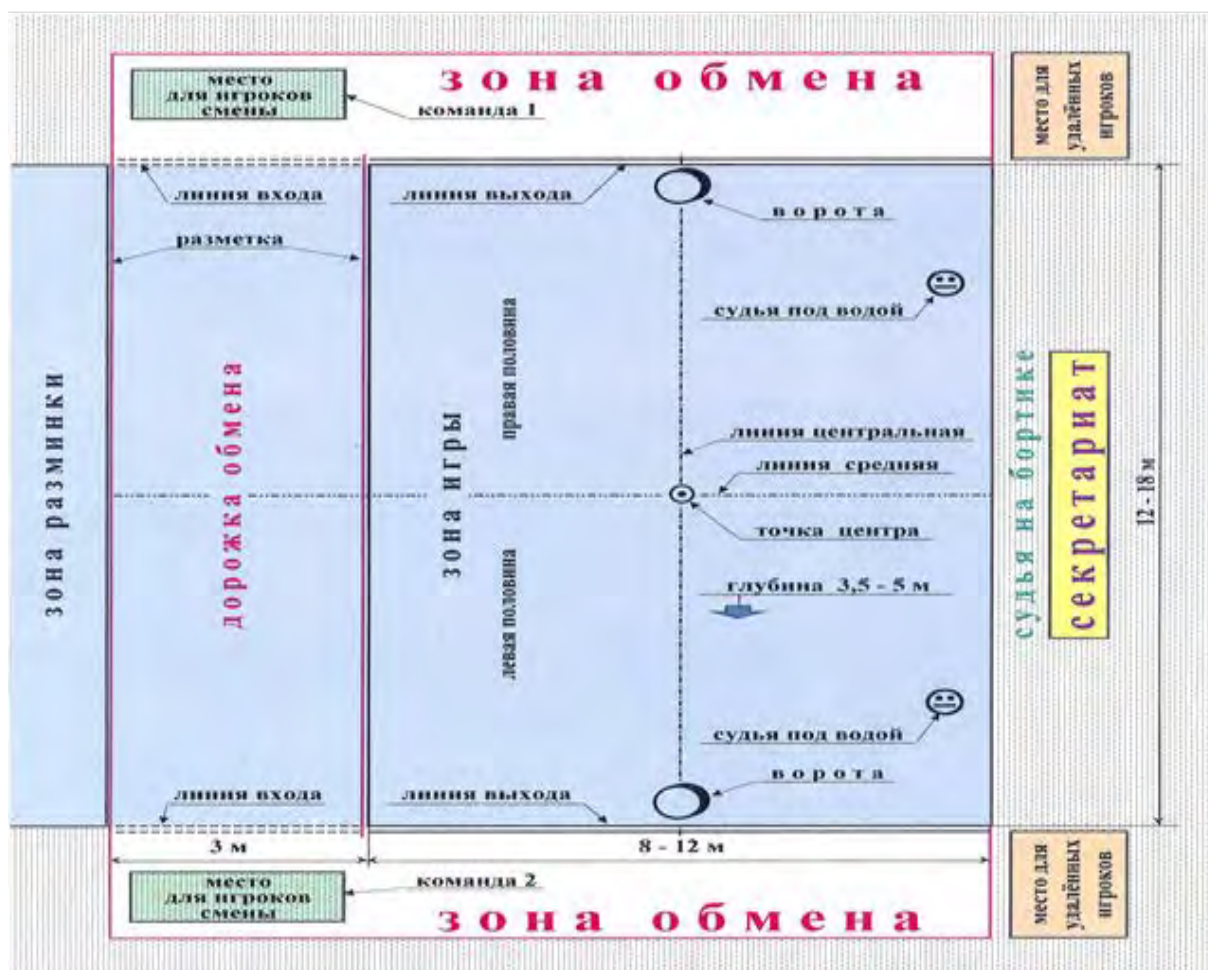 зона обмена
место
для игроков
смены
команда 1
место для
удалённых
игроков
линия входа
линия выхода
ворота
разметка
судья под водой
зона разминки
дорожка обмена
зона игры
правая половина
левая половина
линия центральная
линия средняя
точка центра
глубина 3,5 - 5 м
судья на бортике
секретариат
12 - 18 м
судья под водой
ворота
линия входа
линия выхода
3 м
8 - 12 м
место
для игроков
смены
команда 2
зона обмена
место для
удалённых
игроков